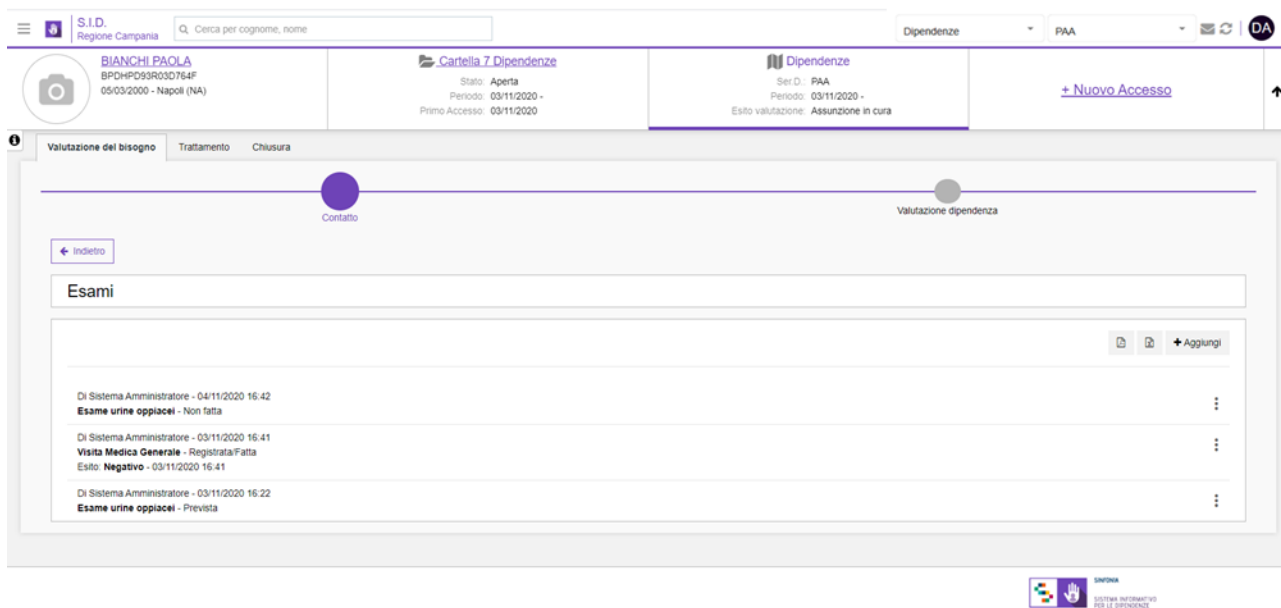 S.I.D.
Regione Campania
Cerca per cognome, nome
Dipendenze
PAA
DA
BIANCHI PAOLA
BPDHPD93R03D764F
05/03/2000 - Napoli (NA)
Cartella 7 Dipendenze
Stato: Aperta
Periodo: 03/11/2020 -
Primo Accesso: 03/11/2020
Dipendenze
Ser.D.: PAA
Periodo: 03/11/2020 -
Esito valutazione: Assunzione in cura
+ Nuovo Accesso
Valutazione del bisogno
Trattamento
Chiusura
Contatto
Valutazione dipendenza
Indietro
Esami
+ Aggiungi
Di Sistema Amministratore - 04/11/2020 16:42
Esame urine oppiacei - Non fatta
Di Sistema Amministratore - 03/11/2020 16:41
Visita Medica Generale - Registrata/Fatta
Esito: Negativo - 03/11/2020 16:41
Di Sistema Amministratore - 03/11/2020 16:22
Esame urine oppiacei - Prevista
SINFONIA
SISTEMA INFORMATIVO
PER LE DIPENDENZE